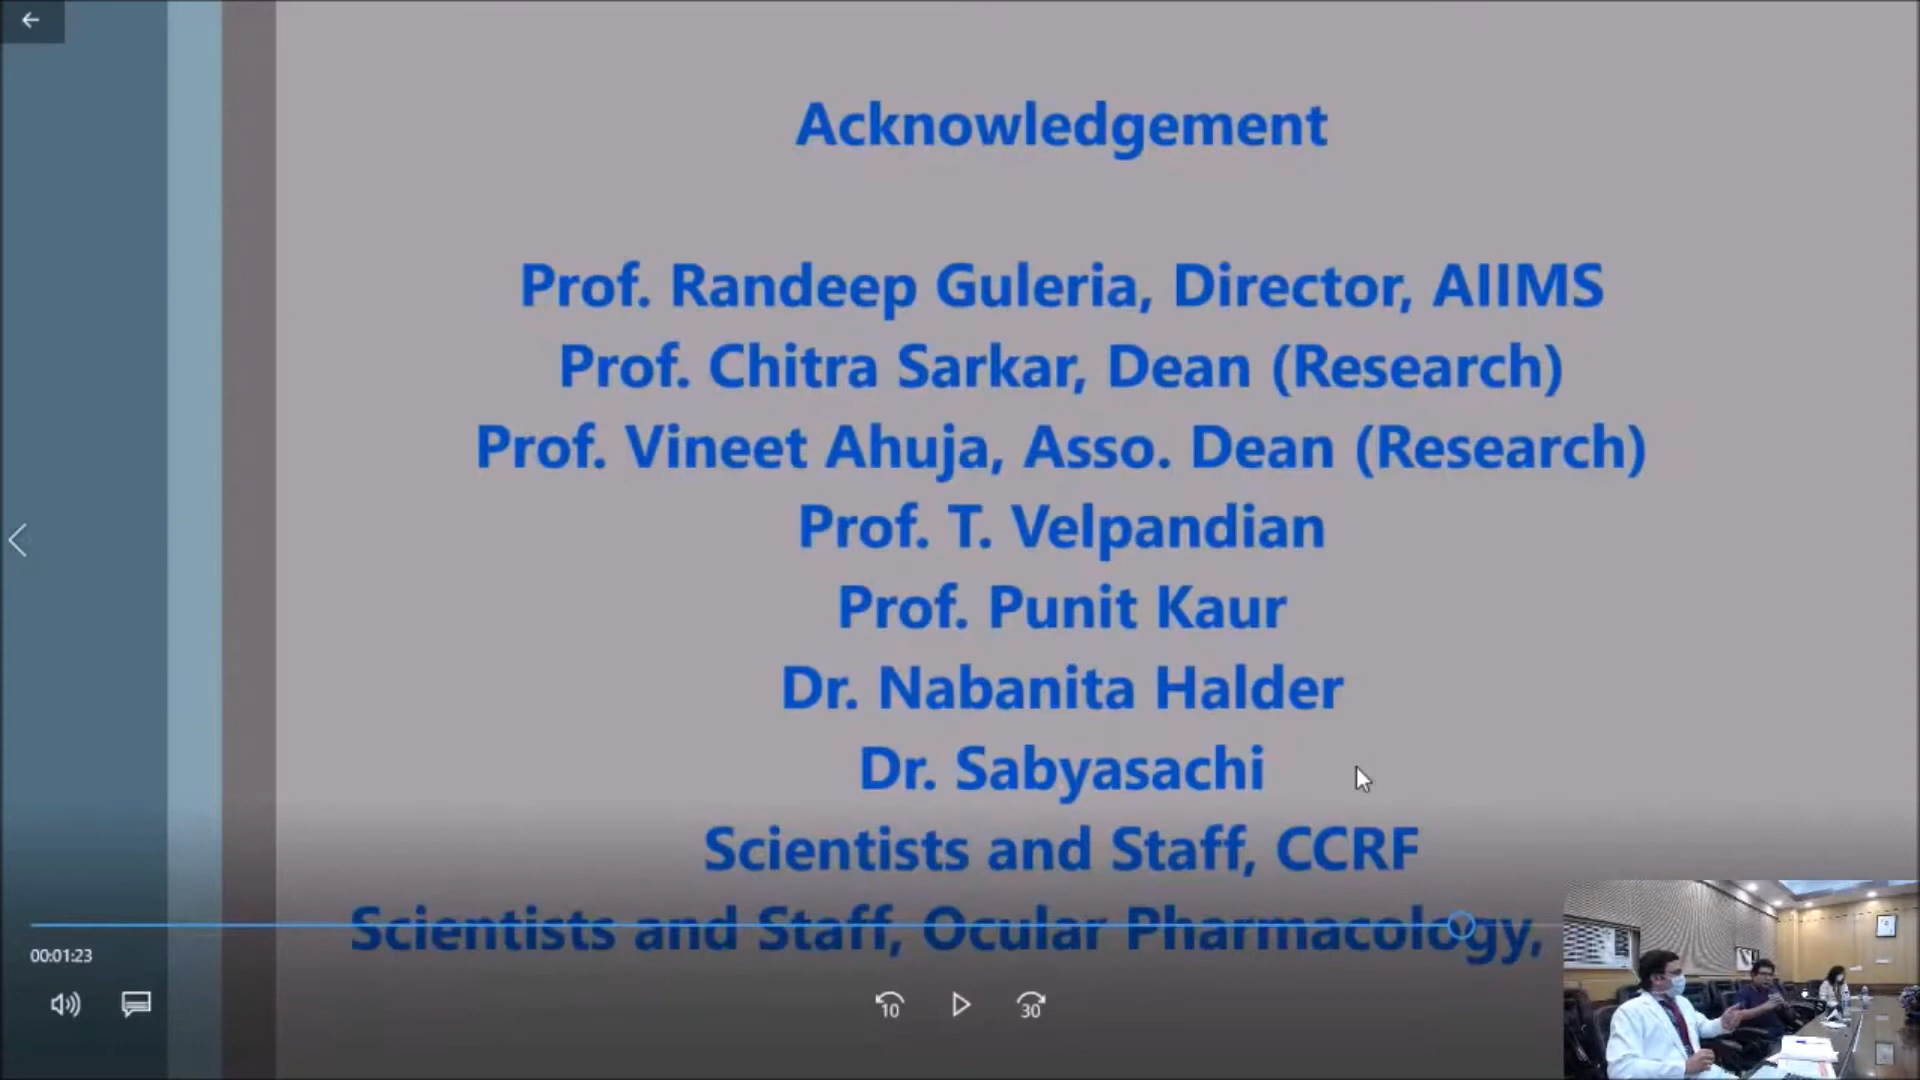 Acknowledgement
Prof. Randeep Guleria, Director, AIIMS
Prof. Chitra Sarkar, Dean (Research)
Prof. Vineet Ahuja, Asso. Dean (Research)
Prof. T. Velpandian
Prof. Punit Kaur
Dr. Nabanita Halder
Dr. Sabyasachi
Scientists and Staff, CCRF
Scientists and Staff, Ocular Pharmacology,
00:01:23
10
30